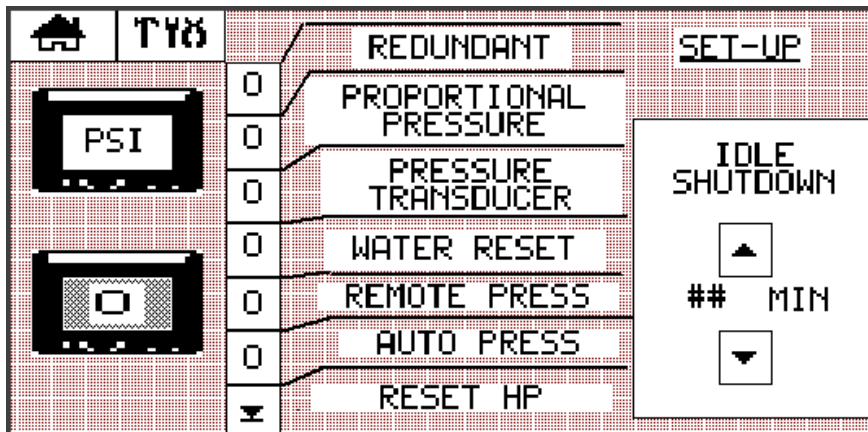 REDUNDANT
SET-UP
PSI
0
PROPORTIONAL
PRESSURE
0
PRESSURE
TRANSDUCER
0
WATER RESET
0
REMOTE PRESS
0
AUTO PRESS
0
RESET HP
IDLE
SHUTDOWN
## MIN